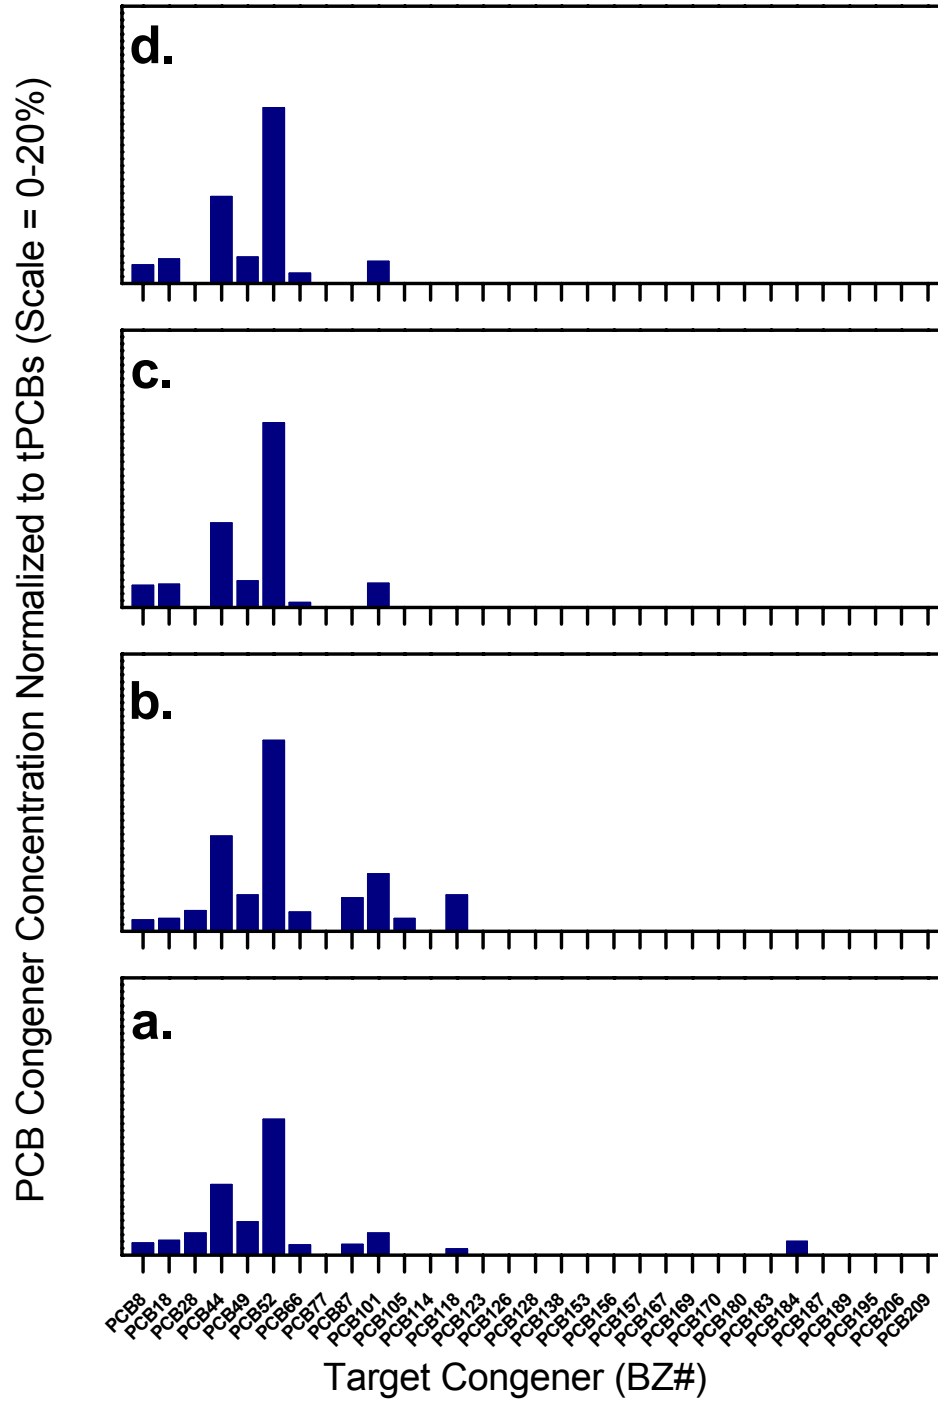 PCB Congener Concentration Normalized to tPCBs (Scale = 0-20%)
d.
c.
b.
a.
PCB8
PCB18
PCB28
PCB44
PCB49
PCB52
PCB66
PCB77
PCB87
PCB101
PCB105
PCB114
PCB118
PCB123
PCB126
PCB128
PCB138
PCB153
PCB156
PCB157
PCB167
PCB169
PCB170
PCB180
PCB183
PCB184
PCB187
PCB189
PCB195
PCB206
PCB209
Target Congener (BZ#)